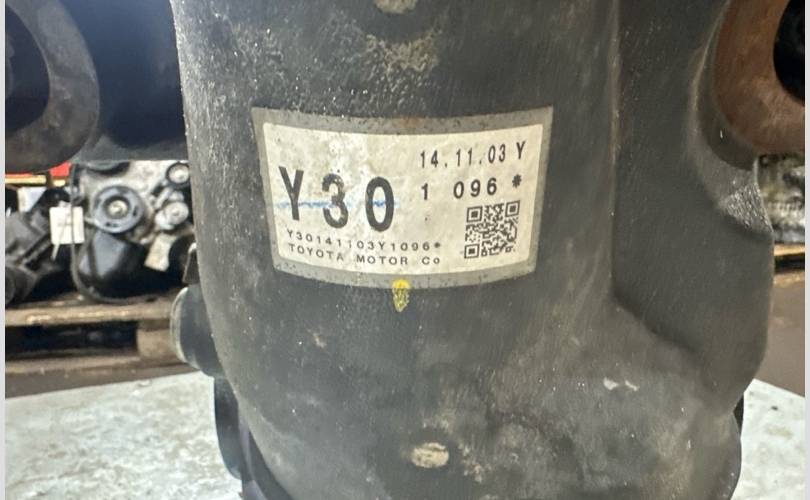 14.11.03 Y
Y30 1 096 *
Y30141103Y1096*
TOYOTA MOTOR Co